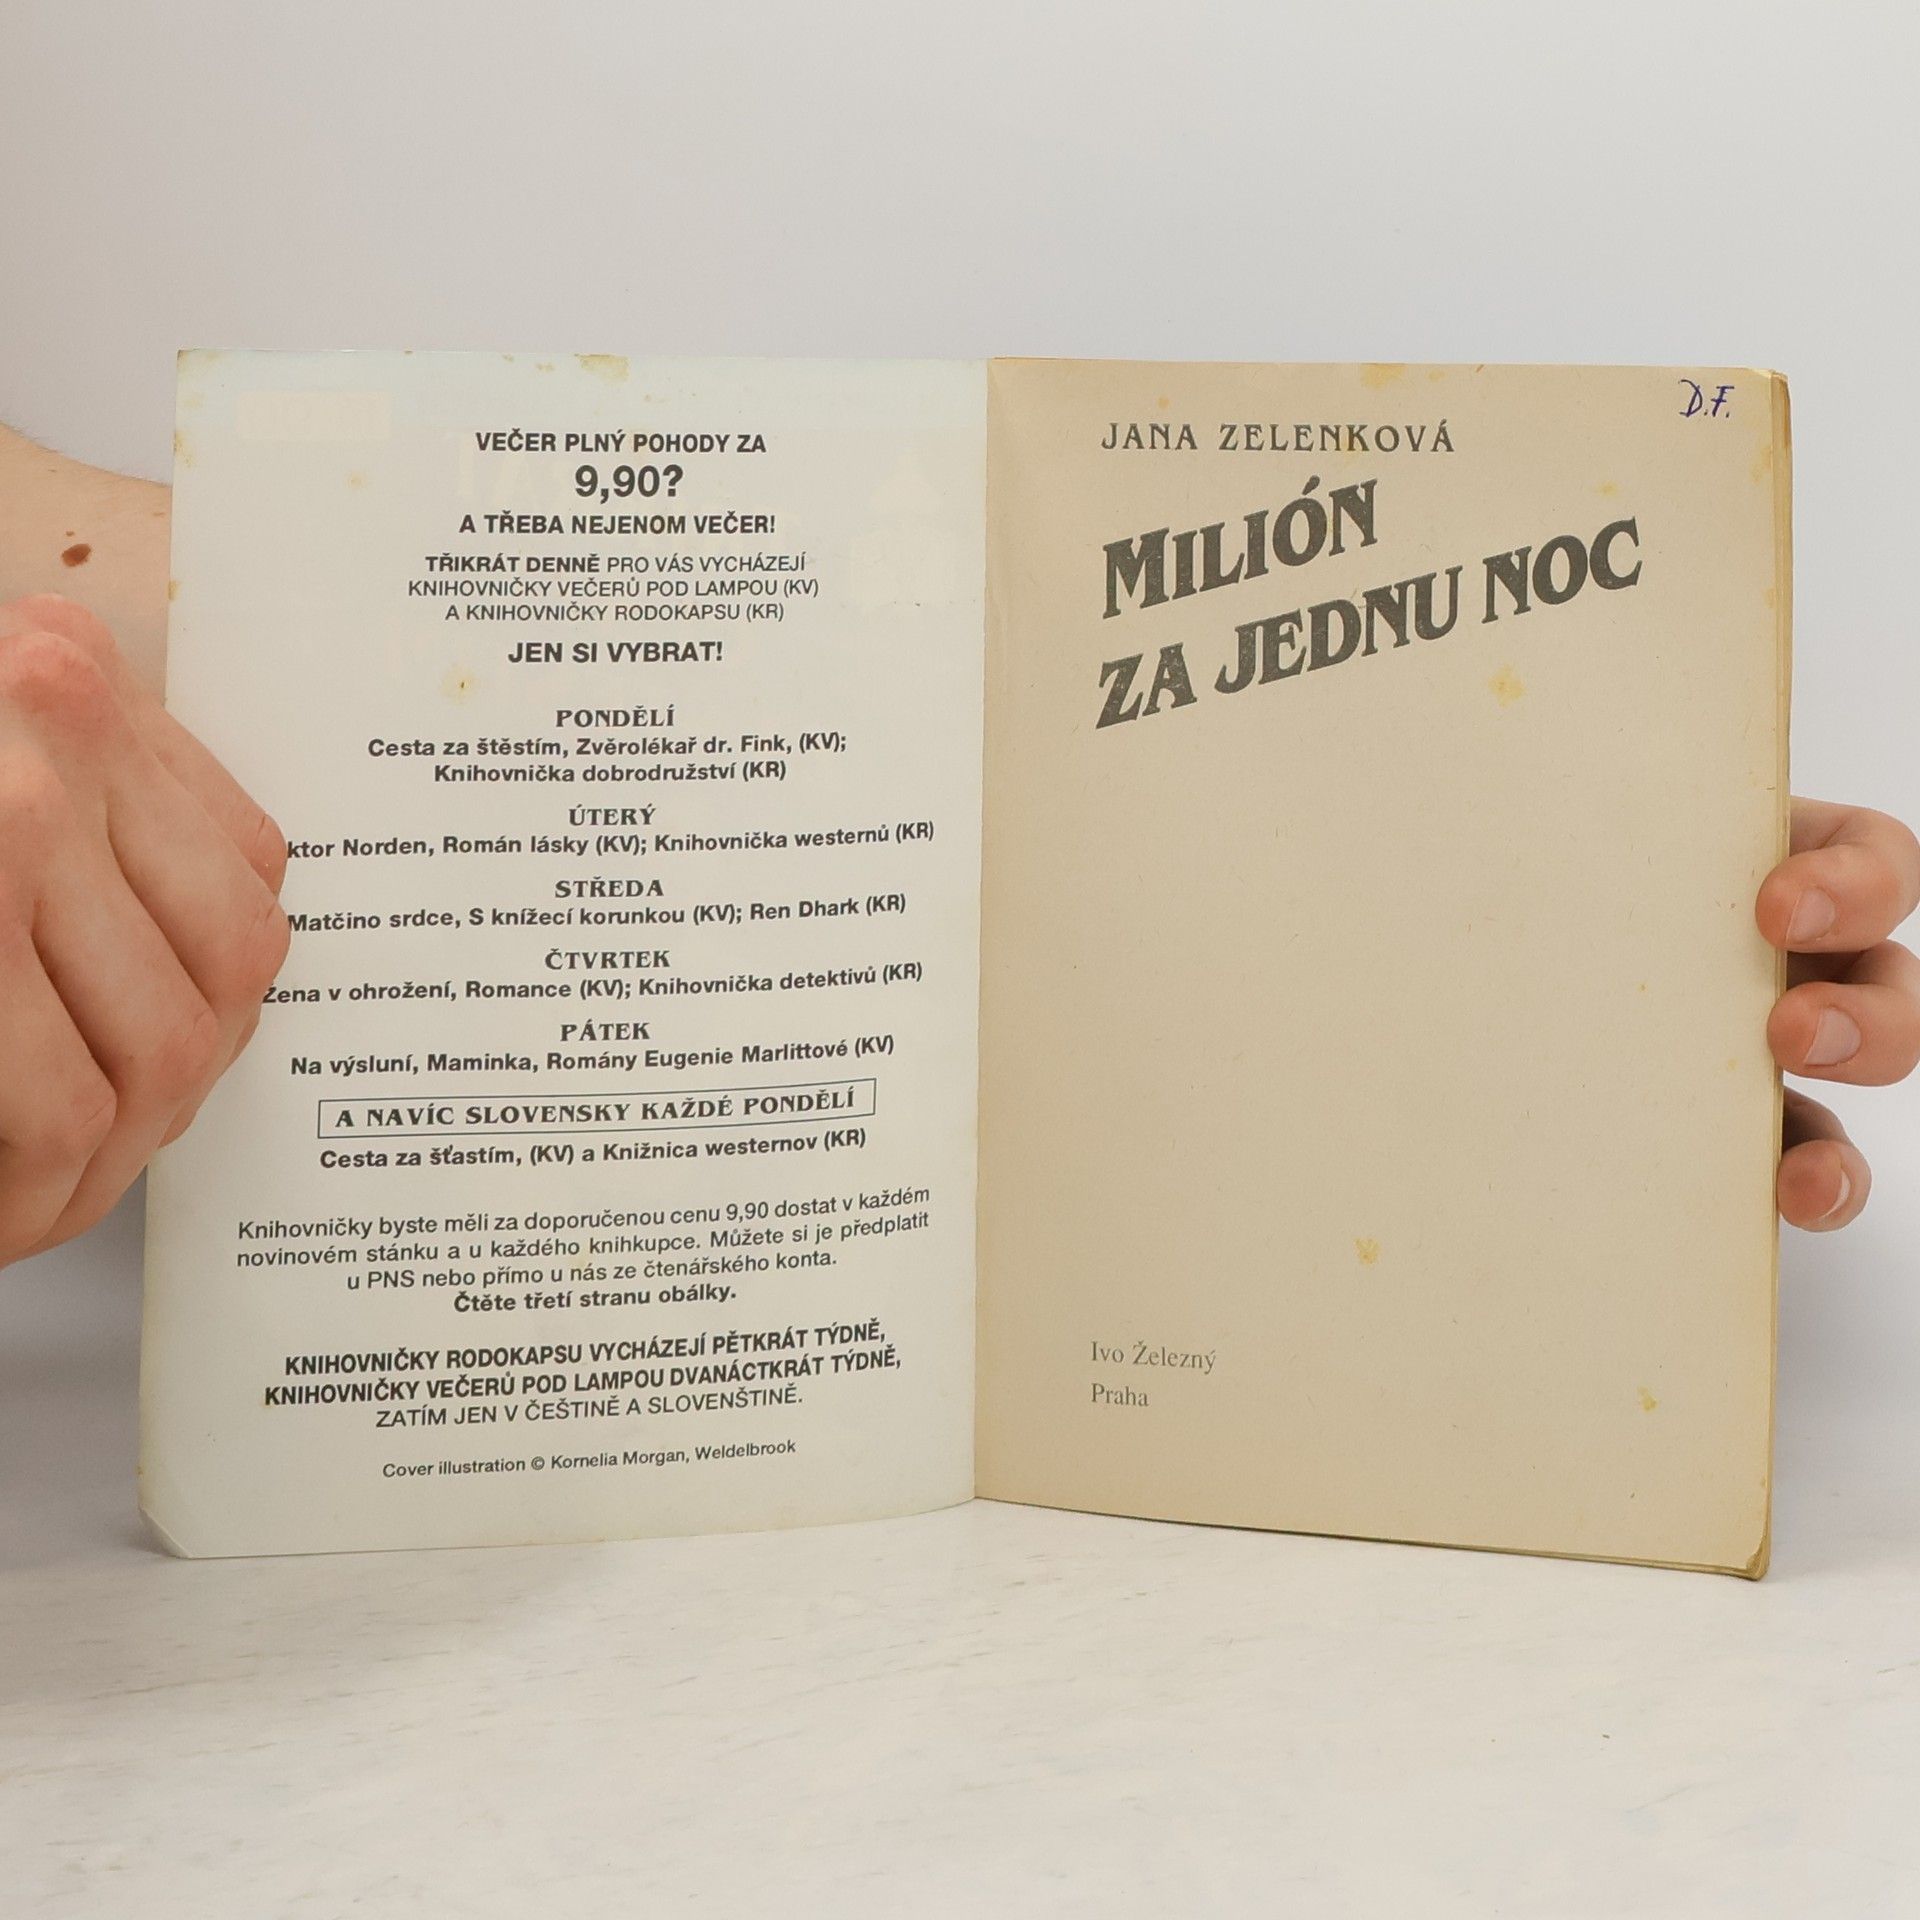 VEČER PLNÝ POHODY ZA
9,90?
A TŘEBA NEJENOM VEČER!
TŘIKRÁT DENNĚ PRO VÁS VYCHÁZEJÍ
KNIHOVNIČKY VEČERŮ POD LAMPOU (KV)
A KNIHOVNIČKY RODOKAPSU (KR)
JEN SI VYBRAT!
PONDĚLÍ
Cesta za štěstím, Zvěrolékař dr. Fink, (KV);
Knihovnička dobrodružství (KR)
ÚTERÝ
Norden, Román lásky (KV); Knihovnička westernů (KR)
STŘEDA
Matčino srdce, S knížecí korunkou (KV); Ren Dhark (KR)
ČTVRTEK
Žena v ohrožení, Romance (KV); Knihovnička detektivů (KR)
PÁTEK
Na výsluní, Maminka, Romány Eugenie Marlittové (KV)
A NAVÍC SLOVENSKY KAŽDÉ PONDĚLÍ
Cesta za šťastím, (KV) a Knižnica westernov (KR)
Knihovničky byste měli za doporučenou cenu 9,90 dostat v každém
novinovém stánku a u každého knihkupce. Můžete si je předplatit
u PNS nebo přímo u nás ze čtenářského konta.
Čtěte třetí stranu obálky.
KNIHOVNIČKY RODOKAPSU VYCHÁZEJÍ PĚTKRÁT TÝDNĚ,
KNIHOVNIČKY VEČERŮ POD LAMPOU DVANÁCTKRÁT TÝDNĚ,
ZATÍM JEN V ČEŠTINĚ A SLOVENŠTINĚ.
Cover illustration © Kornelia Morgan, Weldelbrook
D.F.
JANA ZELENKOVÁ
MILIÓN
ZA JEDNU NOC
Ivo Železný
Praha